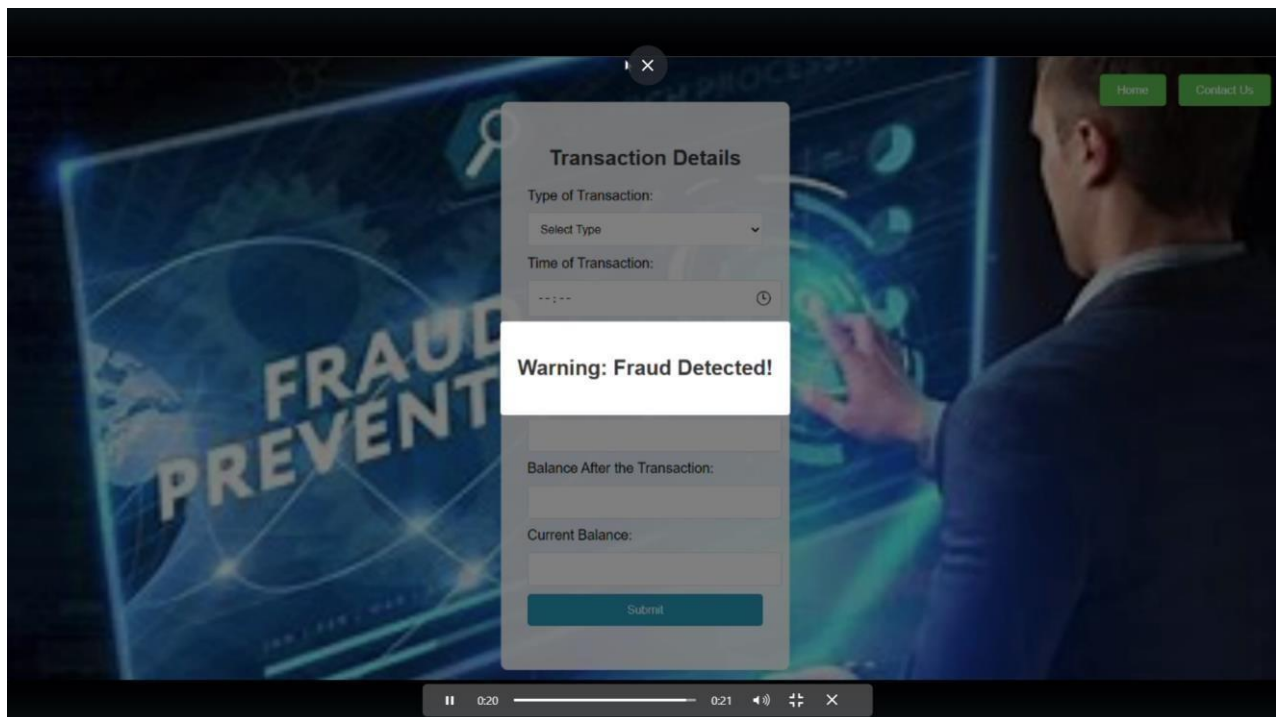 Home
Contact Us
Transaction Details
Type of Transaction:
Select Type
Time of Transaction:
--:--
FRAUD
PREVENT
Warning: Fraud Detected!
Balance After the Transaction:
Current Balance:
Submit
0:20
0:21